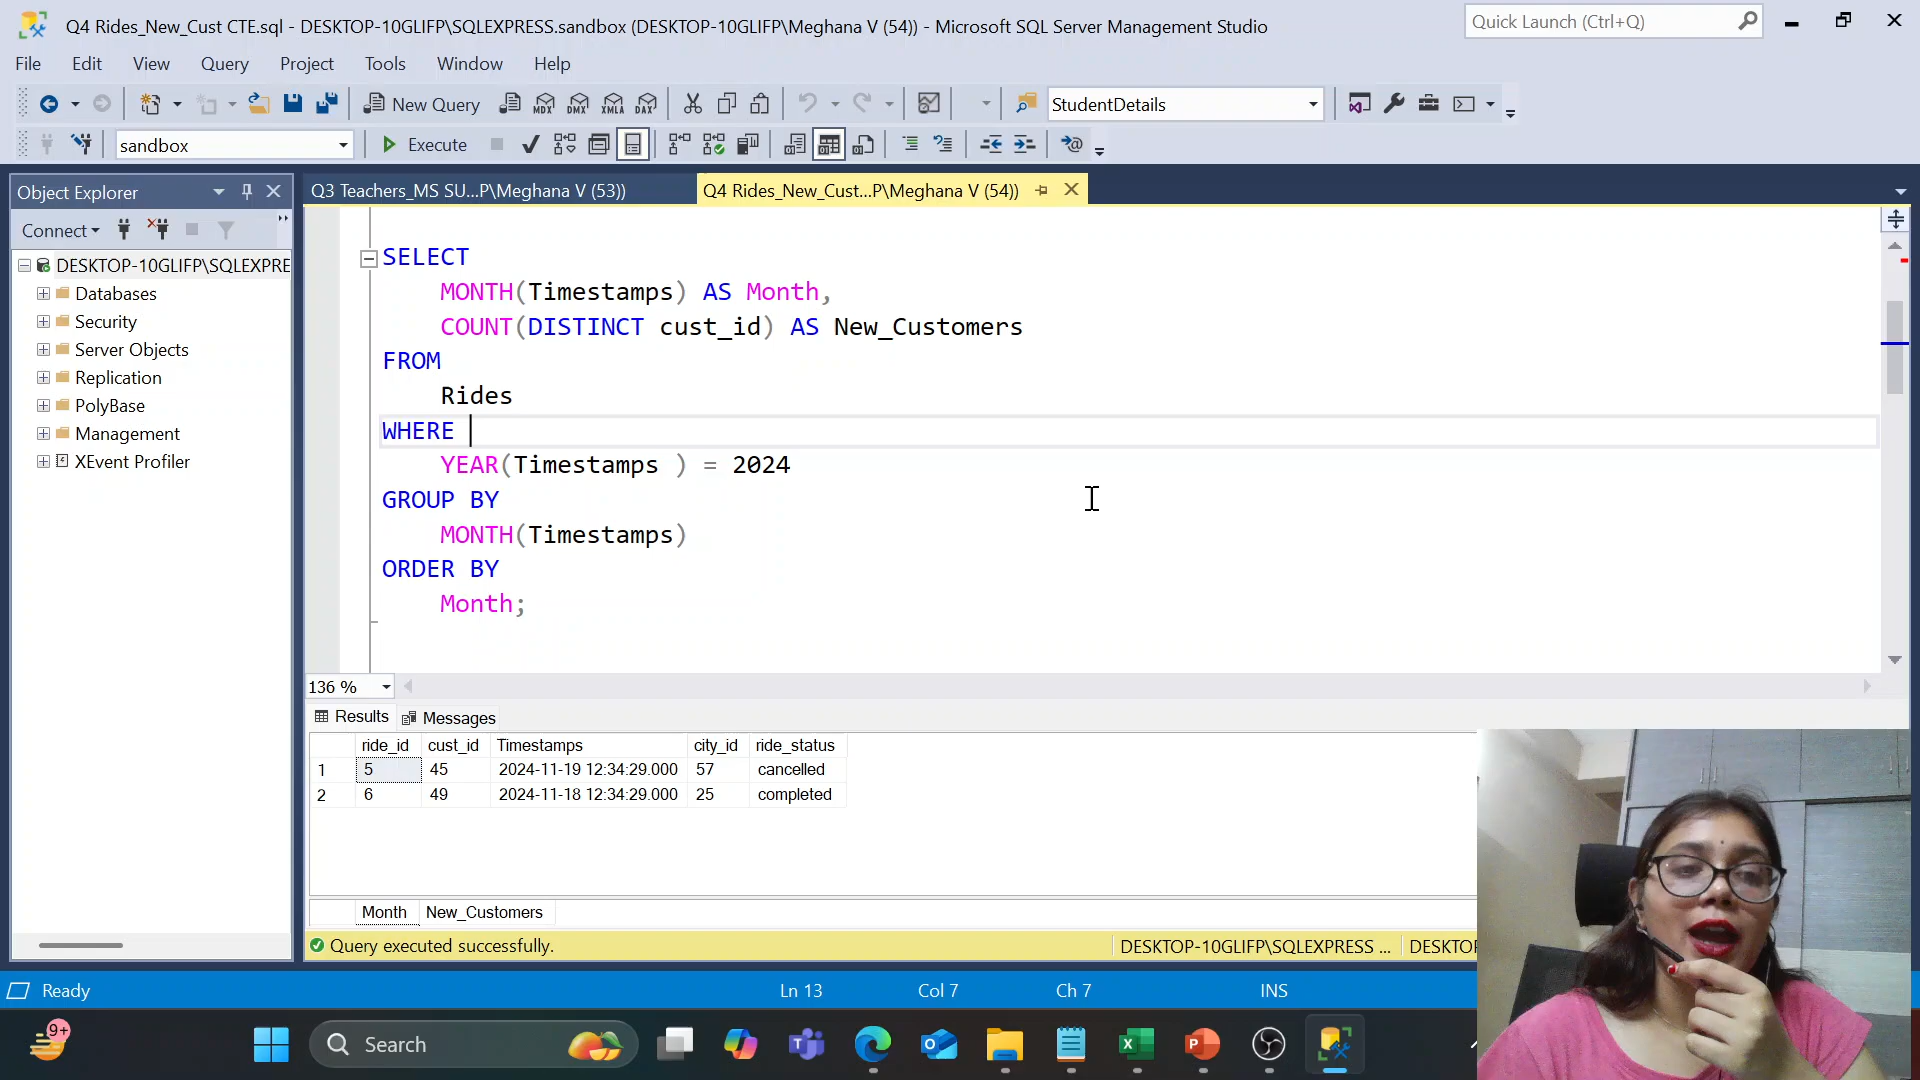 Q4 Rides_New_Cust CTE.sql - DESKTOP-10GLIFP\SQLEXPRESS.sandbox (DESKTOP-10GLIFP\Meghana V (54)) - Microsoft SQL Server Management Studio
Quick Launch (Ctrl+Q)
File Edit View Query Project Tools Window Help
New Query
MDX DMX XMLA DAX
StudentDetails
sandbox
Execute
Object Explorer
Q3 Teachers_MS SU...P\Meghana V (53))
Q4 Rides_New_Cust...P\Meghana V (54))
Connect
DESKTOP-10GLIFP\SQLEXPRE
Databases
Security
Server Objects
Replication
PolyBase
Management
XEvent Profiler
SELECT
MONTH(Timestamps) AS Month,
COUNT(DISTINCT cust_id) AS New_Customers
FROM
Rides
WHERE
YEAR(Timestamps ) = 2024
GROUP BY
MONTH(Timestamps)
ORDER BY
Month;
136 %
Results Messages
ride_id cust_id Timestamps city_id ride_status
1 5 45 2024-11-19 12:34:29.000 57 cancelled
2 6 49 2024-11-18 12:34:29.000 25 completed
Month New_Customers
Query executed successfully.
DESKTOP-10GLIFP\SQLEXPRESS ... DESKTOP
Ready
Ln 13 Col 7 Ch 7 INS
9+
Search